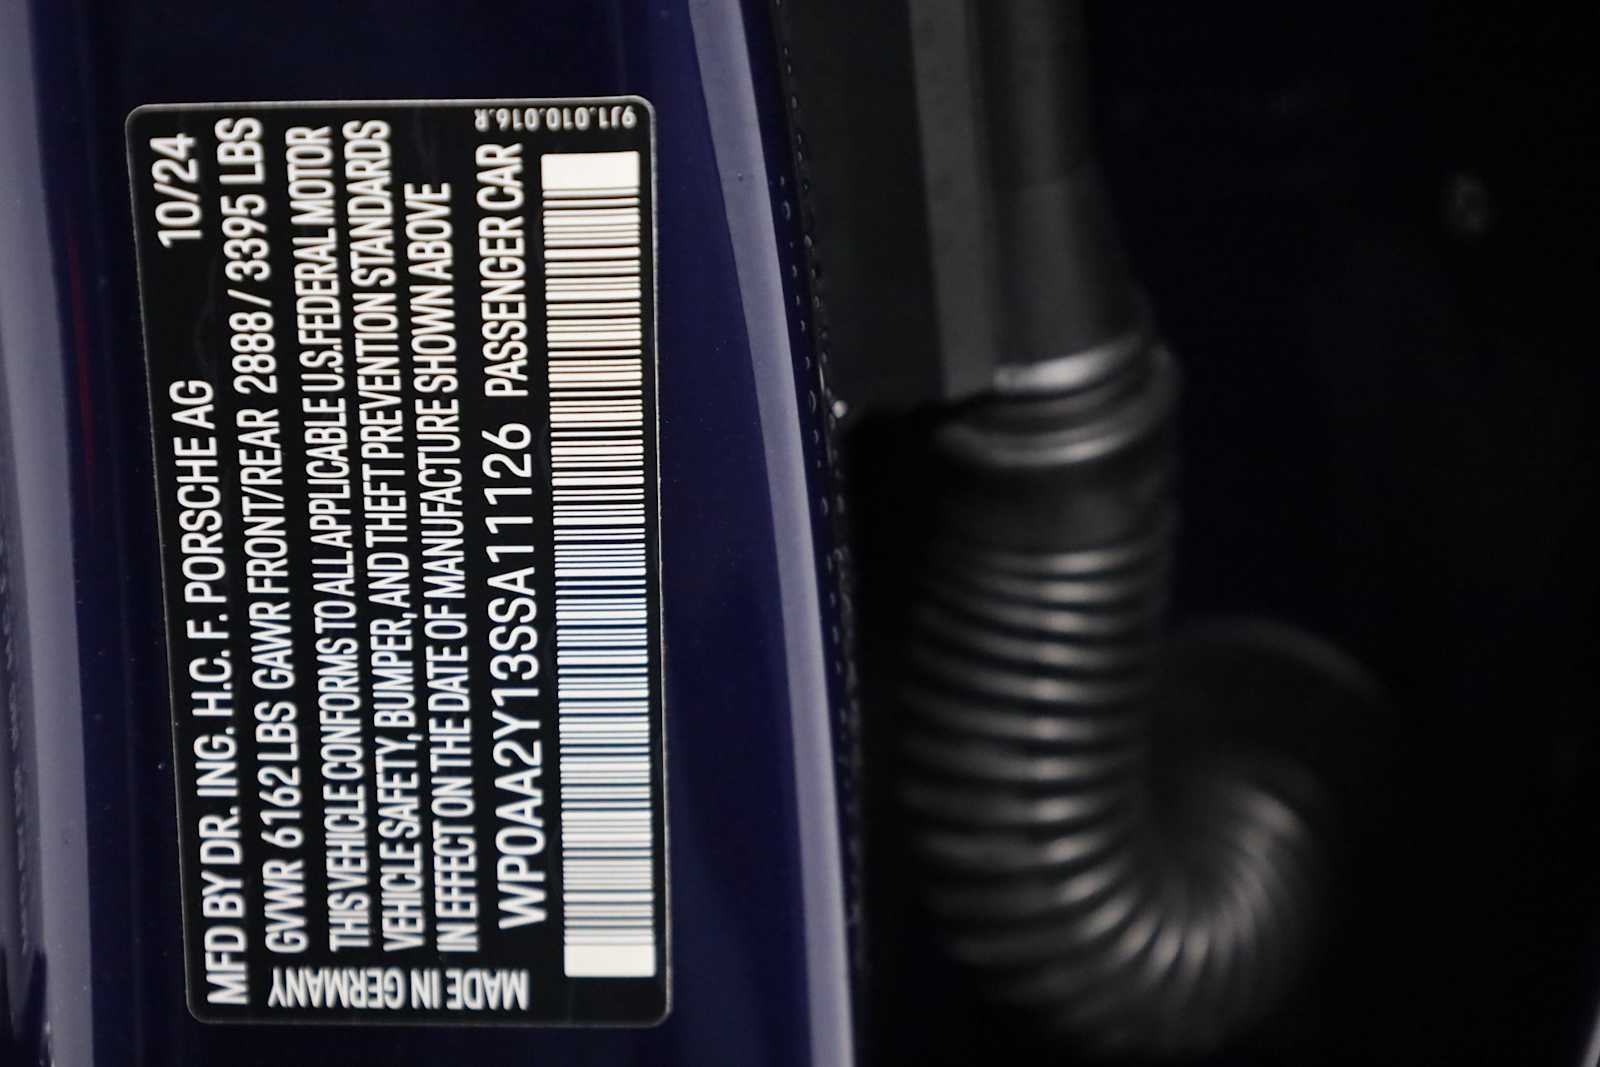 MFD BY DR. ING. H.C. F. PORSCHE AG 10/24
GVWR 6162 LBS GAWR FRONT/REAR 2888 / 3395 LBS
THIS VEHICLE CONFORMS TO ALL APPLICABLE U.S. FEDERAL MOTOR
VEHICLE SAFETY, BUMPER, AND THEFT PREVENTION STANDARDS
IN EFFECT ON THE DATE OF MANUFACTURE SHOWN ABOVE
WP0AA2Y13SSA11126 PASSENGER CAR
MADE IN GERMANY
9J1.010.016.R